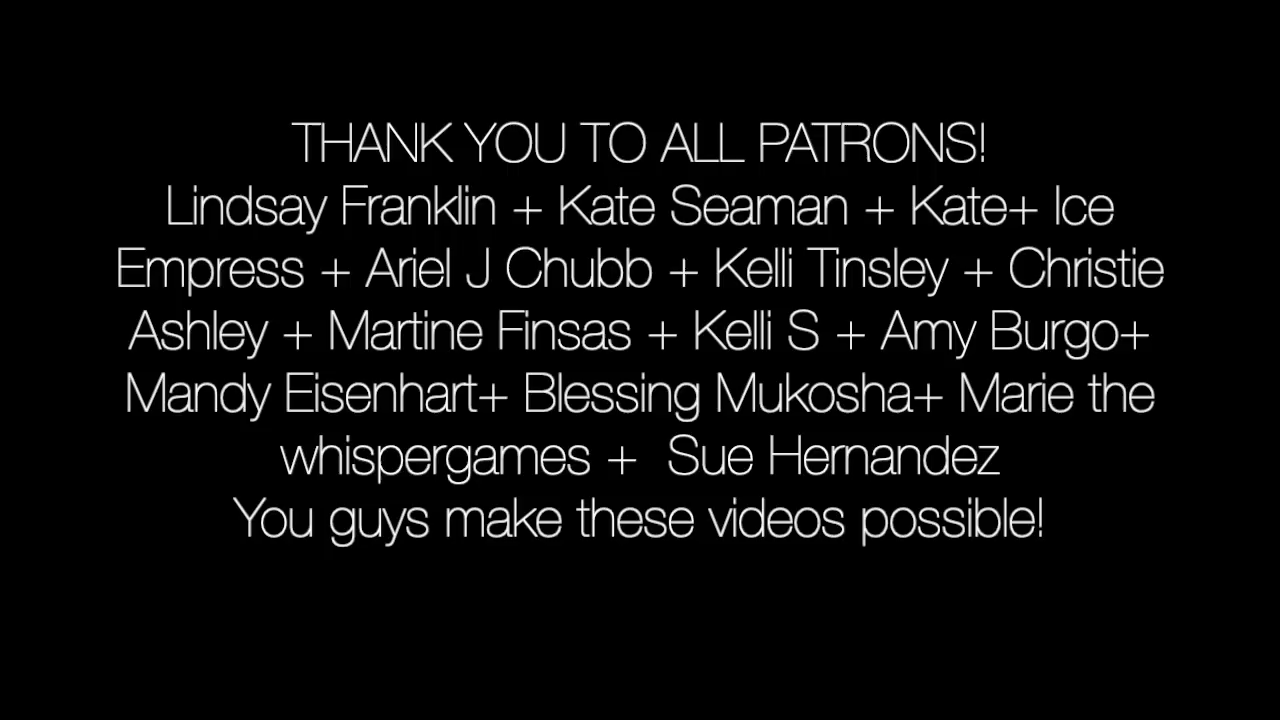 THANK YOU TO ALL PATRONS!
Lindsay Franklin + Kate Seaman + Kate+ Ice
Empress + Ariel J Chubb + Kelli Tinsley + Christie
Ashley + Martine Finsas + Kelli S + Amy Burgo+
Mandy Eisenhart+ Blessing Mukosha+ Marie the
whispergames +  Sue Hernandez
You guys make these videos possible!